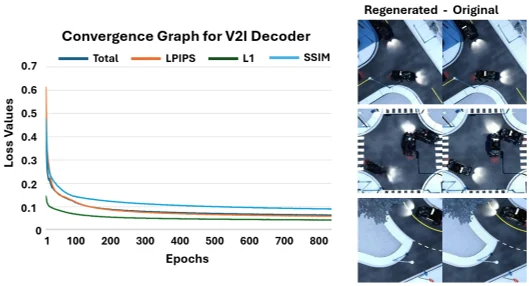 Convergence Graph for V2I Decoder
Total LPIPS L1 SSIM
Loss Values
0.7
0.6
0.5
0.4
0.3
0.2
0.1
0
1 100 200 300 400 500 600 700 800
Epochs
Regenerated - Original